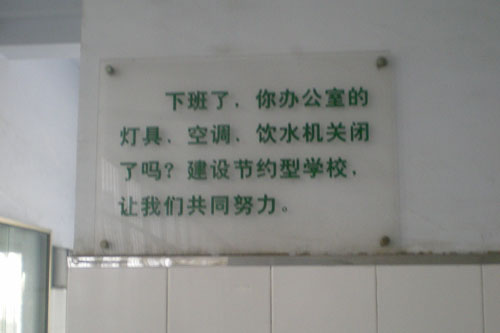 下班了，你办公室的
灯具、空调、饮水机关闭
了吗？建设节约型学校，
让我们共同努力。